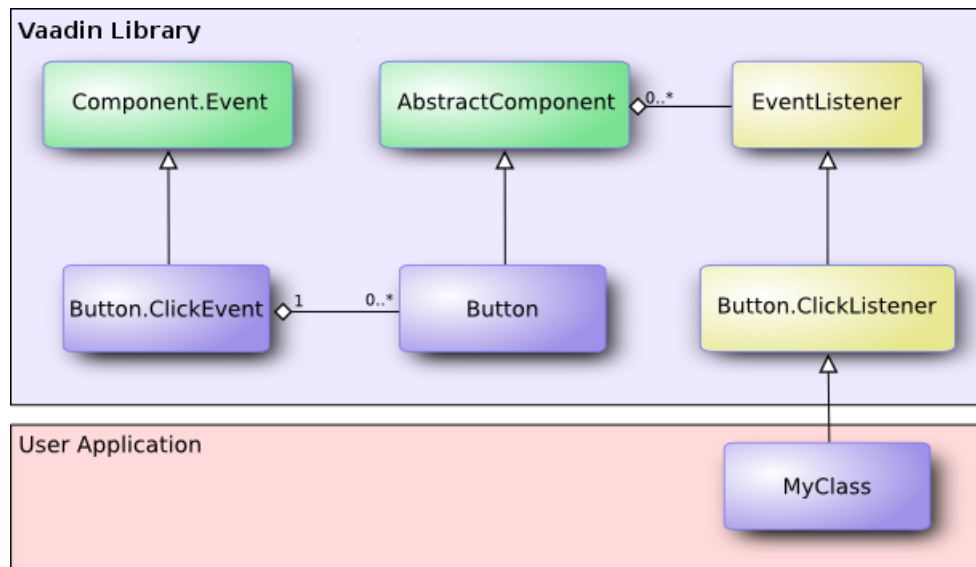 Vaadin Library
Component.Event
AbstractComponent
0..*
EventListener
Button.ClickEvent
1
0..*
Button
Button.ClickListener
User Application
MyClass